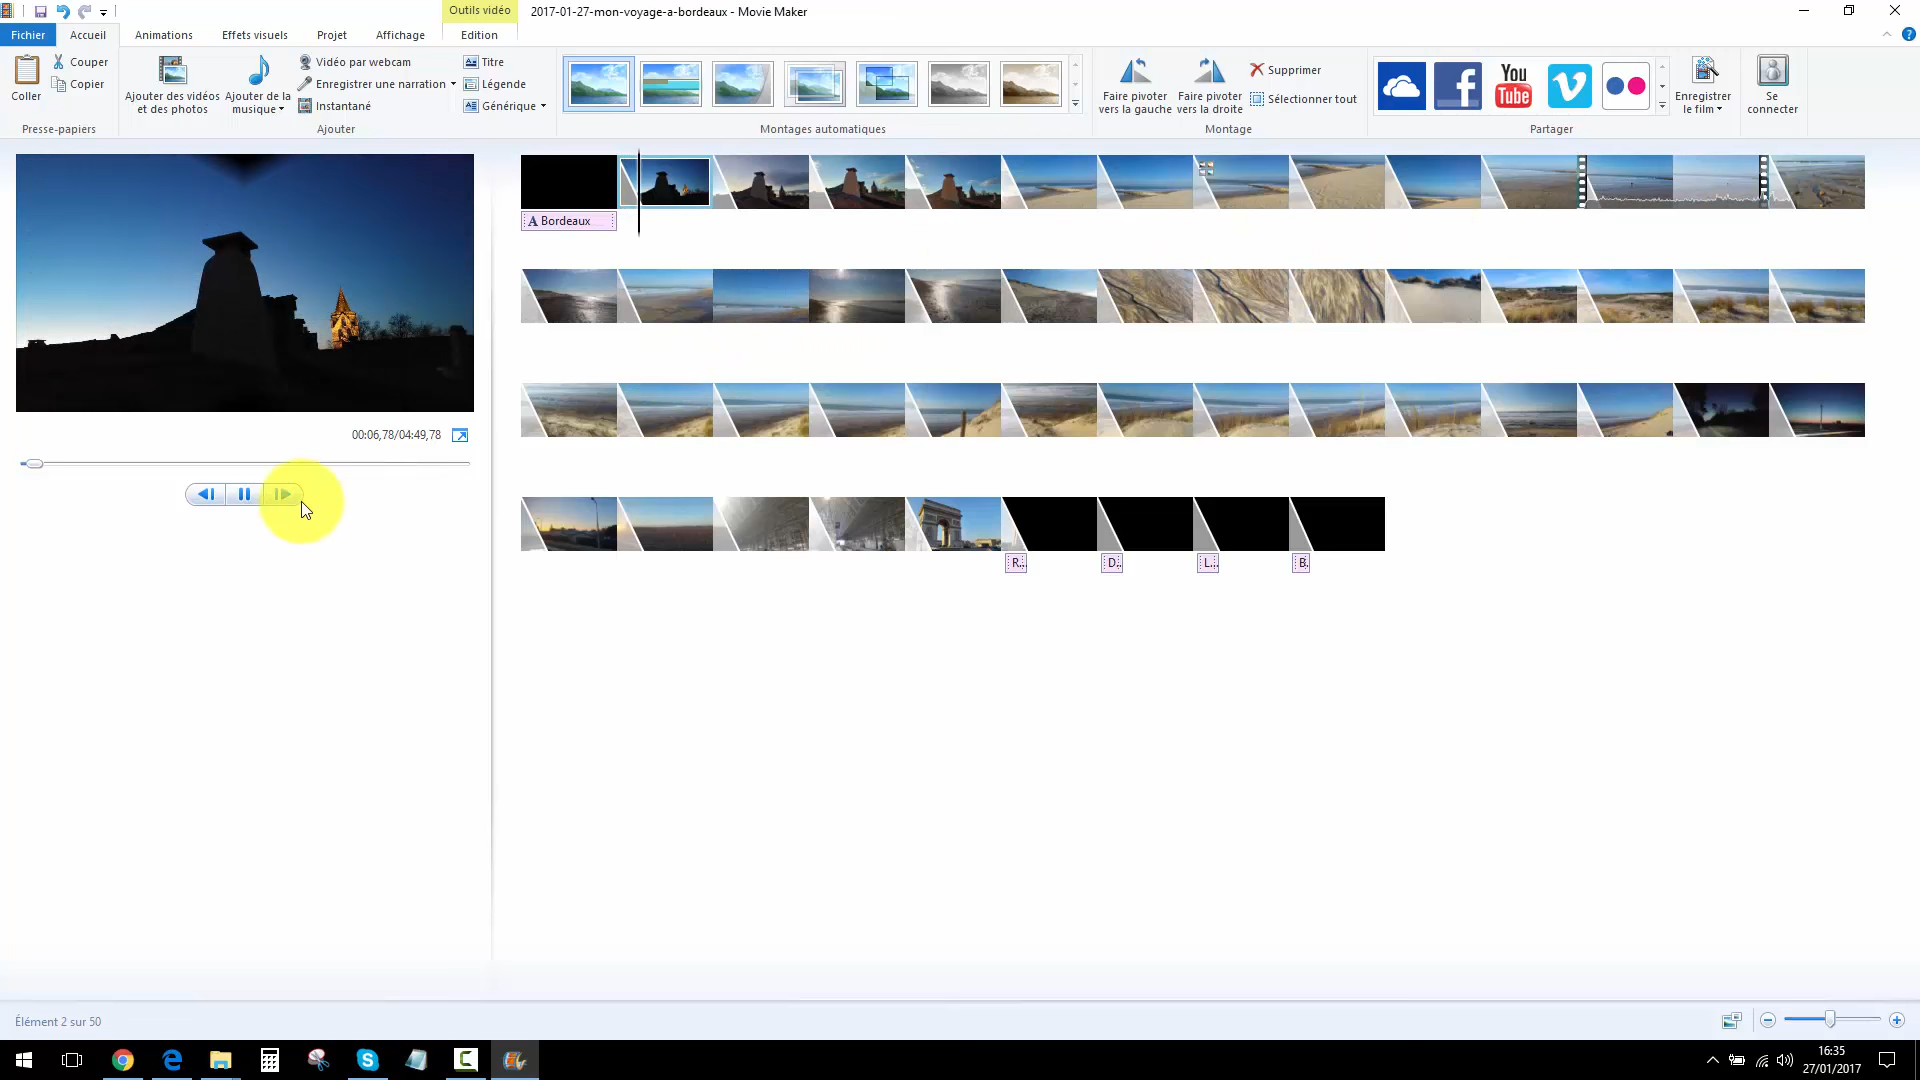 Outils vidéo
2017-01-27-mon-voyage-a-bordeaux - Movie Maker
Fichier
Accueil
Animations
Effets visuels
Projet
Affichage
Edition
Coller
Couper
Copier
Presse-papiers
Ajouter des vidéos
et des photos
Ajouter de la
musique
Vidéo par webcam
Enregistrer une narration
Instantané
Titre
Légende
Générique
Ajouter
Montages automatiques
Faire pivoter
vers la gauche
Faire pivoter
vers la droite
Supprimer
Sélectionner tout
Montage
You
Tube
Partager
Enregistrer
le film
Se
connecter
A Bordeaux
00:06,78/04:49,78
R...
D..
L...
B.
Élément 2 sur 50
16:35
27/01/2017